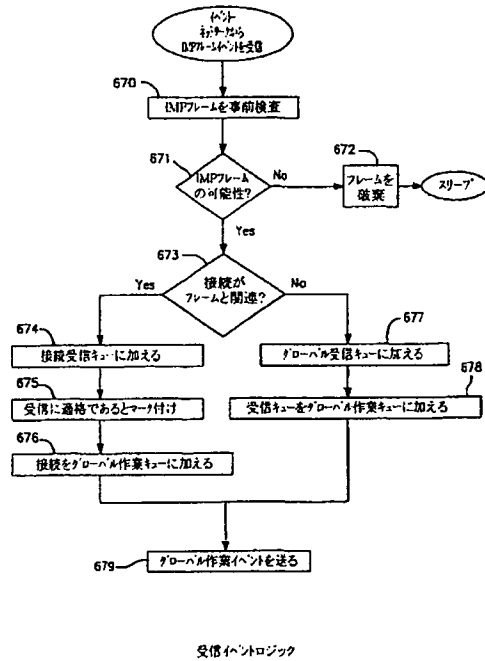 イベント
ネットワークから
IMPフレームイベントを受信
670
IMPフレームを事前検査
671
IMPフレーム
の可能性?
No
672
フレームを
破棄
スリープ
Yes
673
接続が
フレームと関連?
Yes
No
674
接続受信キューに加える
675
受信に適格であるとマーク付け
676
接続をグローバル作業キューに加える
677
グローバル受信キューに加える
678
受信キューをグローバル作業キューに加える
679
グローバル作業イベントを送る
受信イベントロジック